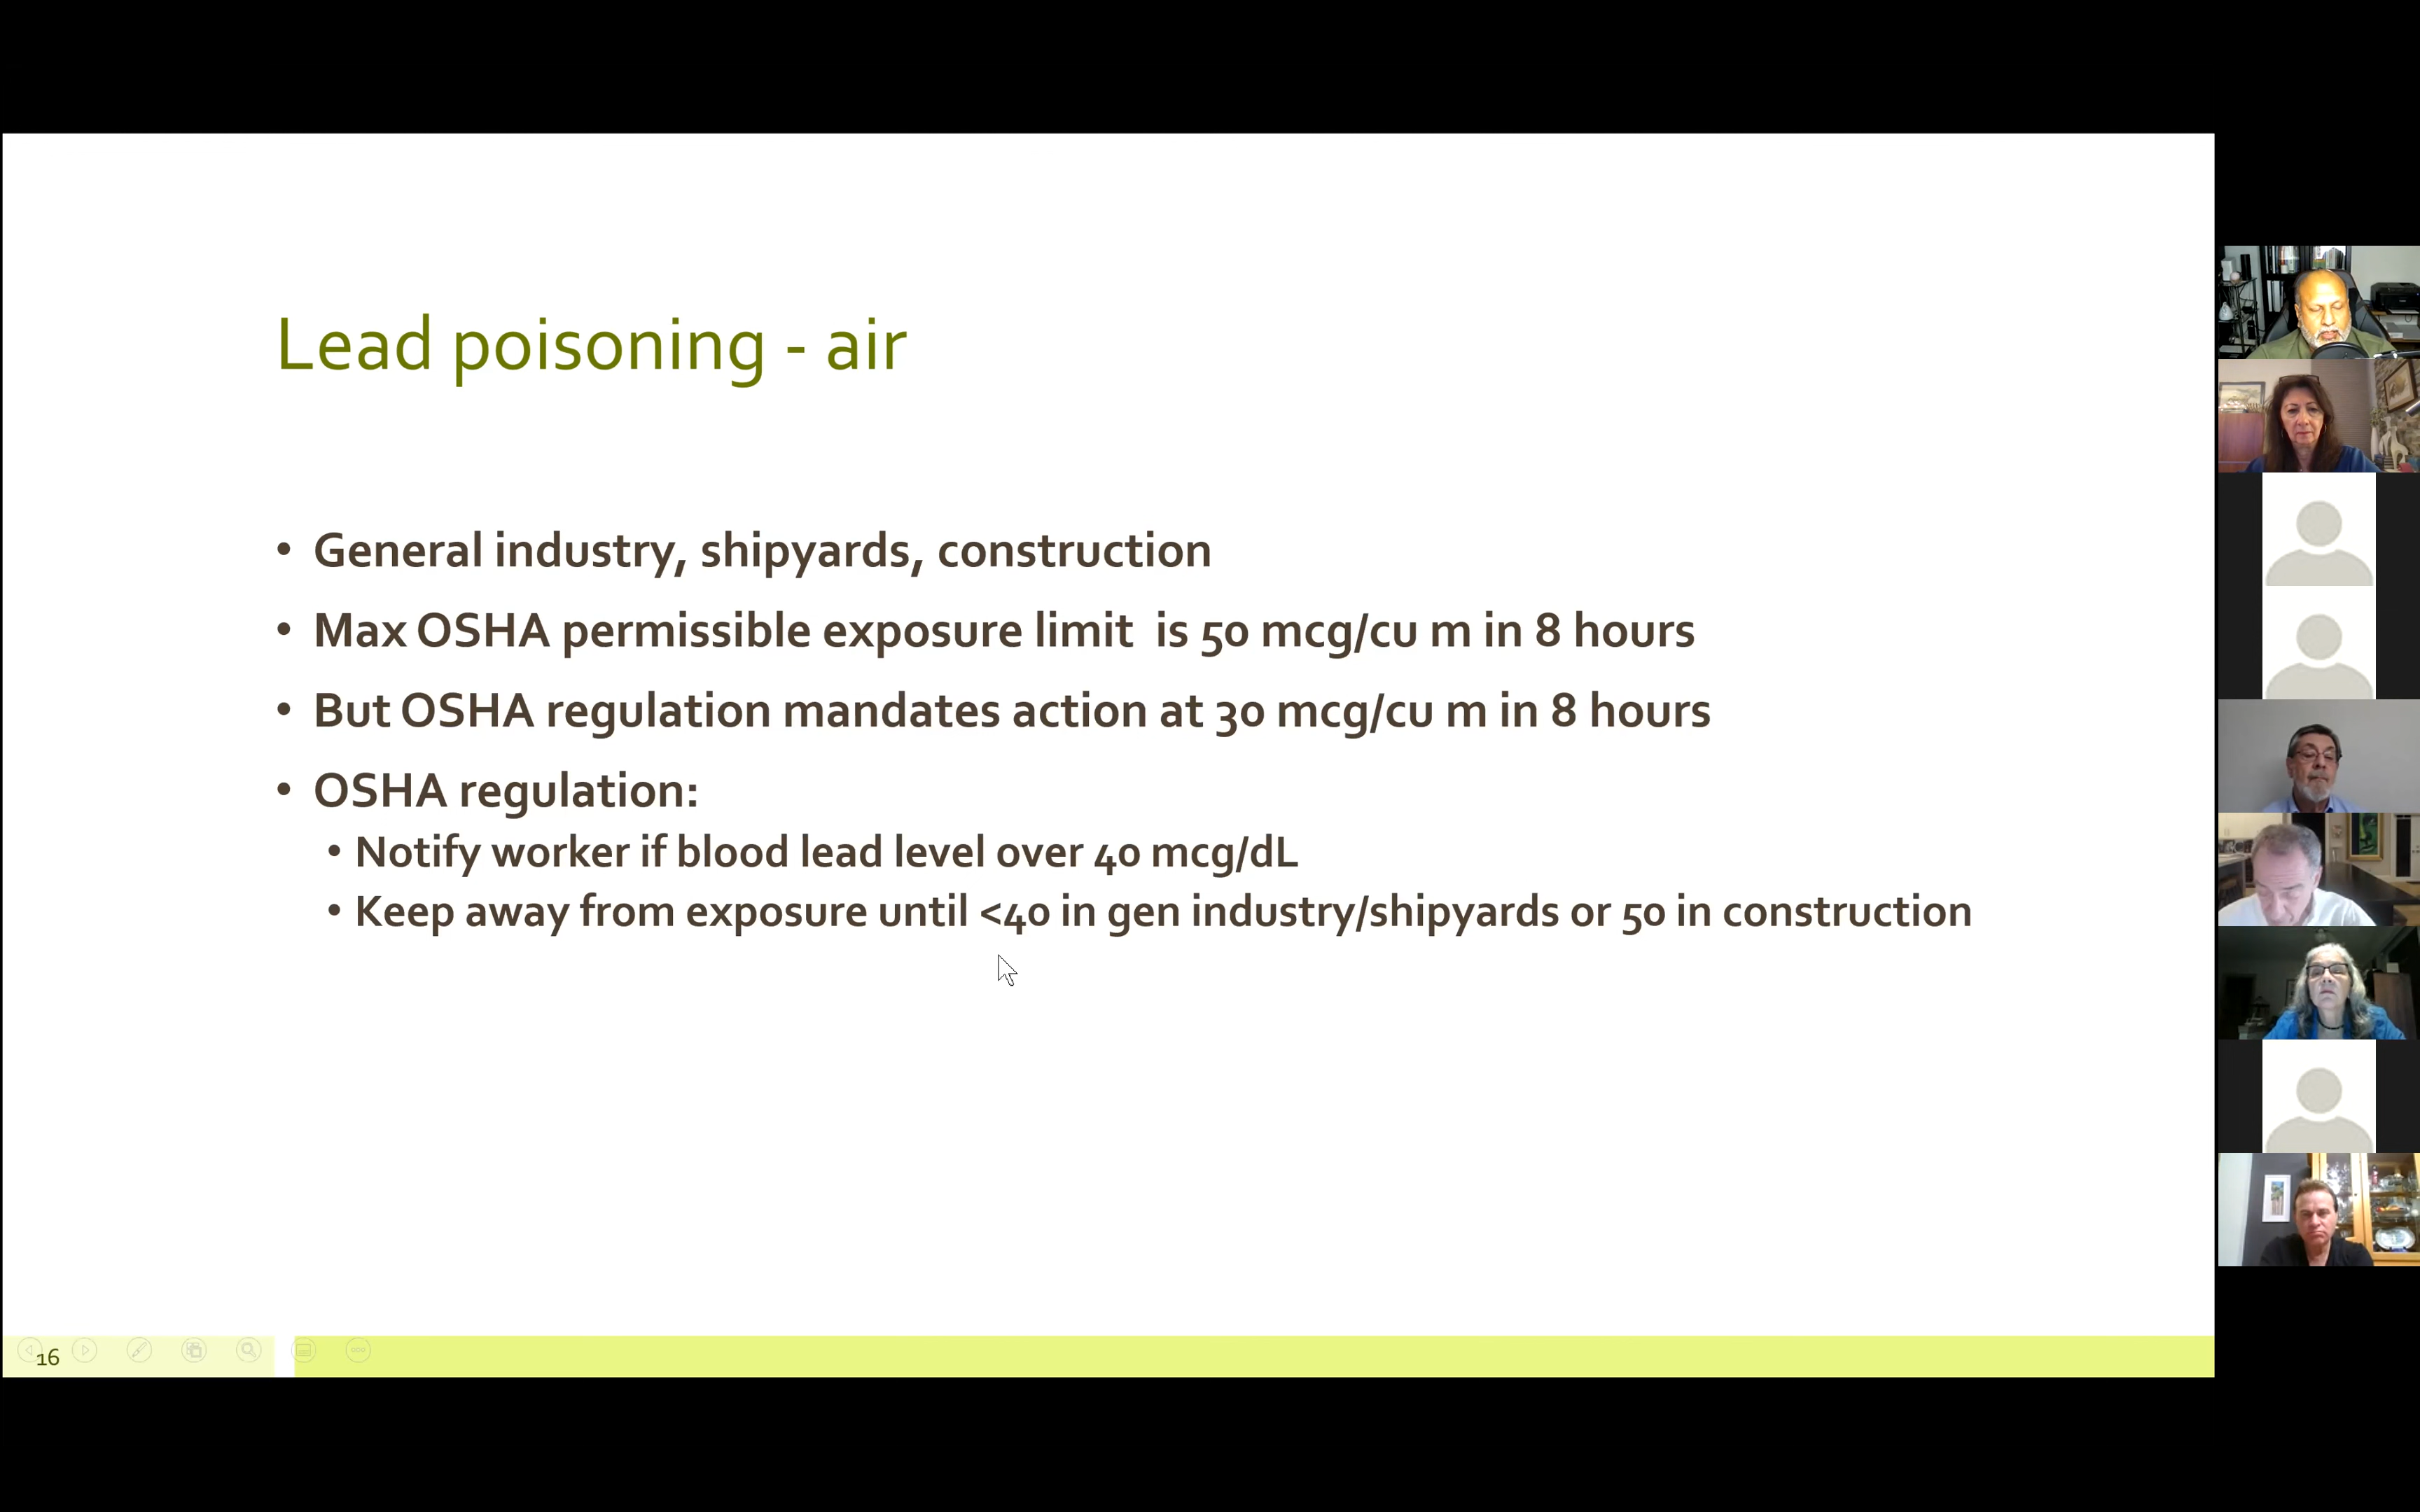 Lead poisoning - air
• General industry, shipyards, construction
• Max OSHA permissible exposure limit  is 50 mcg/cu m in 8 hours
• But OSHA regulation mandates action at 30 mcg/cu m in 8 hours
• OSHA regulation:
• Notify worker if blood lead level over 40 mcg/dL
• Keep away from exposure until <40 in gen industry/shipyards or 50 in construction
16